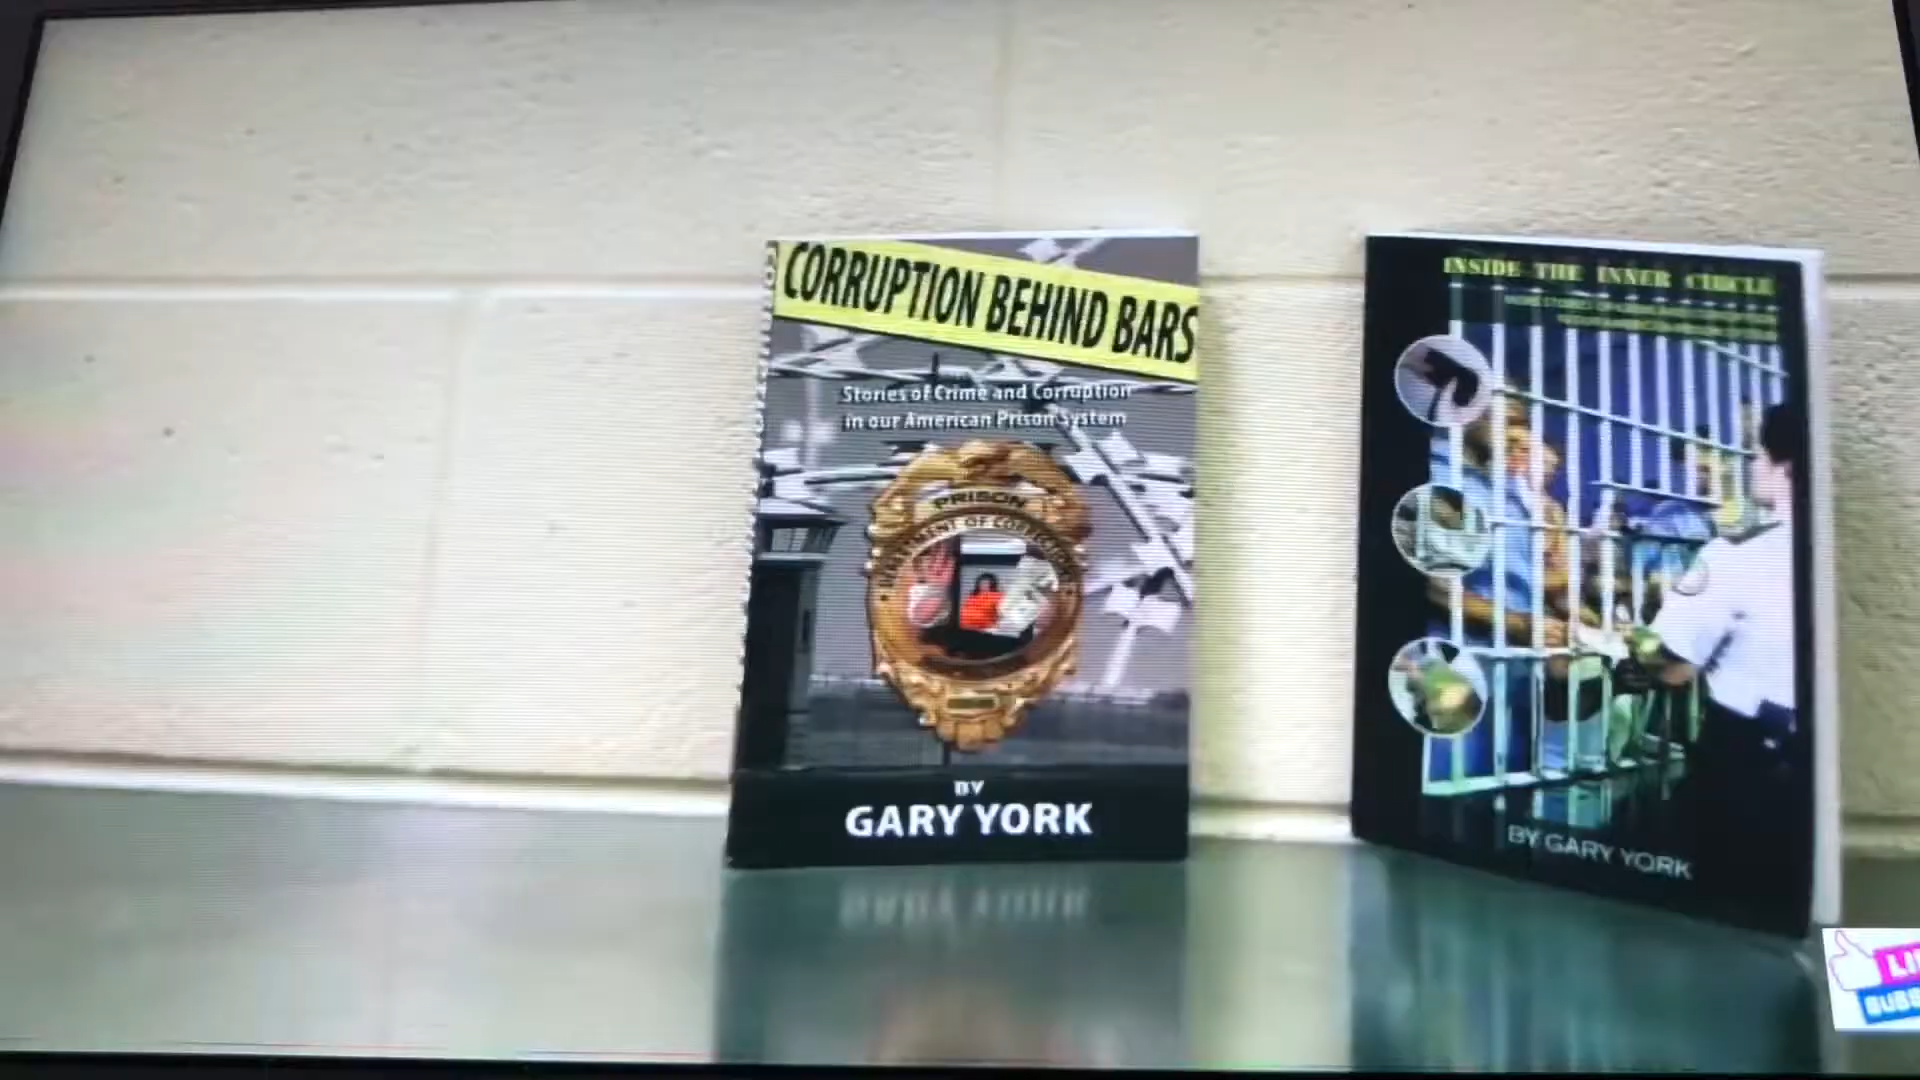 CORRUPTION BEHIND BARS
Stories of Crime and Corruption
in our American Prison System
PRISON
BY
GARY YORK
INSIDE THE INNER CIRCLE
BY GARY YORK